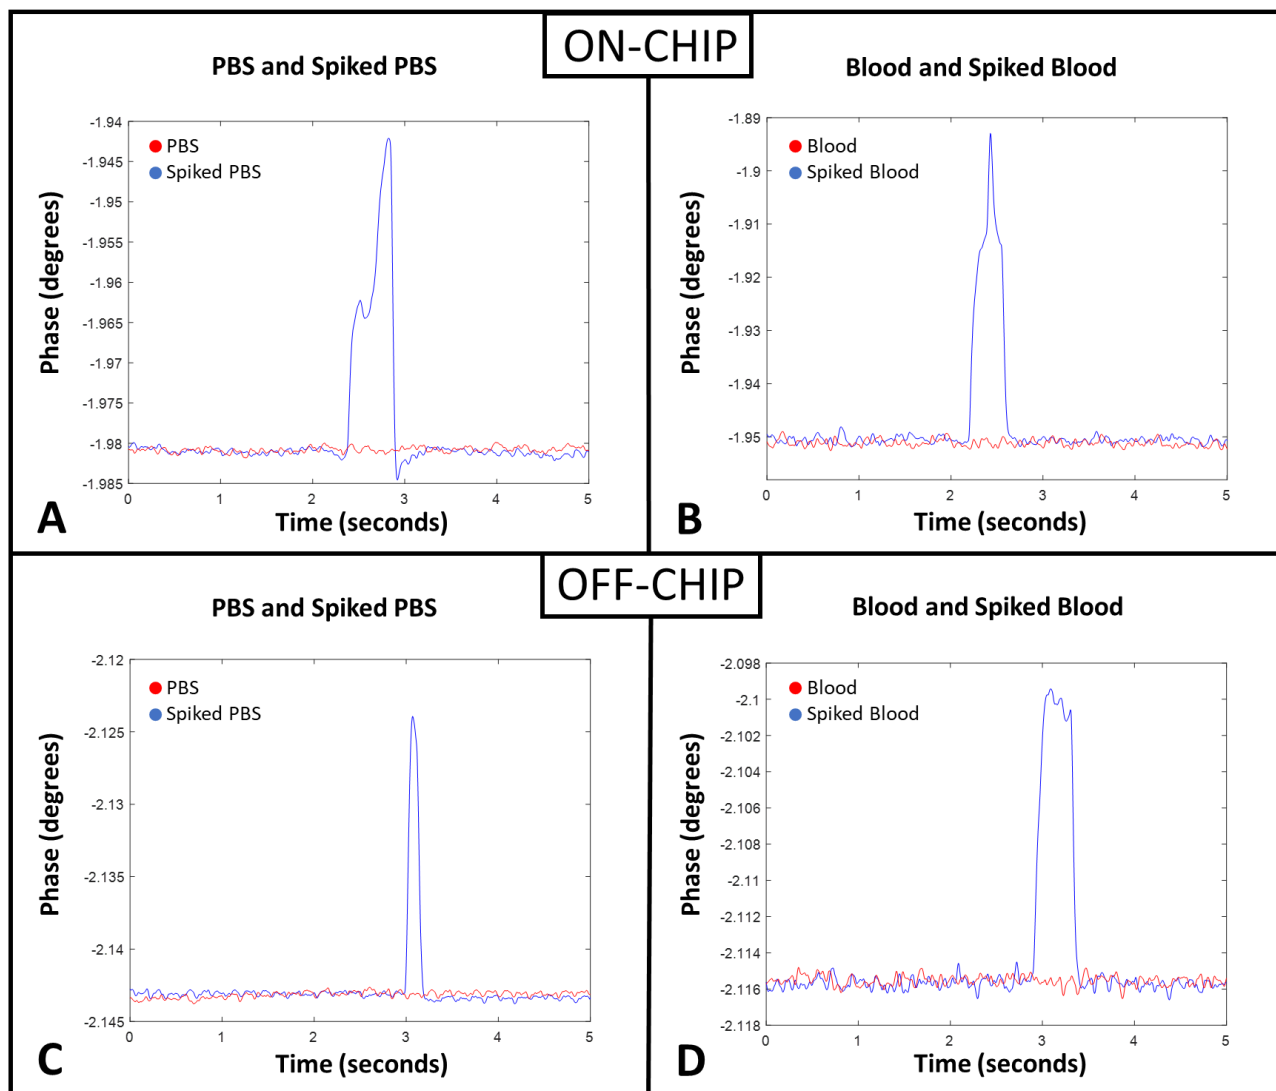 ON-CHIP
PBS and Spiked PBS
Blood and Spiked Blood
-1.94
-1.945
-1.95
-1.955
-1.96
-1.965
-1.97
-1.975
-1.98
-1.985
PBS
Spiked PBS
Phase (degrees)
0 1 2 3 4 5
Time (seconds)
A
-1.89
-1.9
-1.91
-1.92
-1.93
-1.94
-1.95
Blood
Spiked Blood
Phase (degrees)
0 1 2 3 4 5
Time (seconds)
B
OFF-CHIP
PBS and Spiked PBS
Blood and Spiked Blood
-2.12
-2.125
-2.13
-2.135
-2.14
-2.145
PBS
Spiked PBS
Phase (degrees)
0 1 2 3 4 5
Time (seconds)
C
-2.098
-2.1
-2.102
-2.104
-2.106
-2.108
-2.11
-2.112
-2.114
-2.116
-2.118
Blood
Spiked Blood
Phase (degrees)
0 1 2 3 4 5
Time (seconds)
D